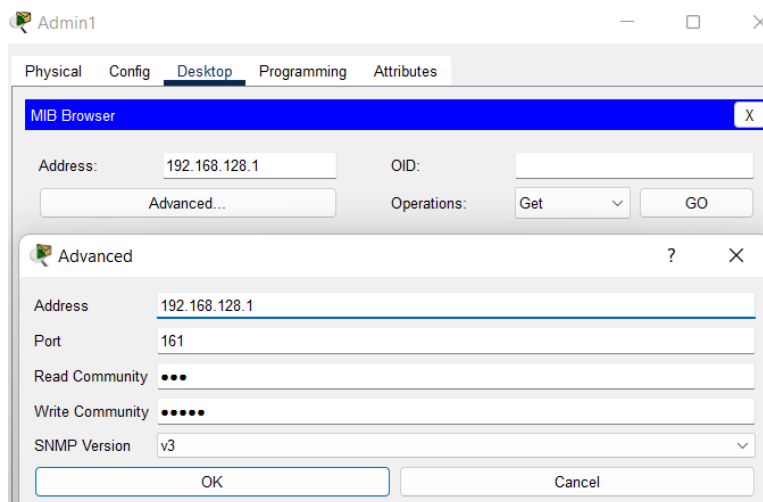 Admin1
Physical Config Desktop Programming Attributes
MIB Browser X
Address: 192.168.128.1 OID:
Advanced... Operations: Get GO
Advanced ?
Address 192.168.128.1
Port 161
Read Community •••
Write Community •••••
SNMP Version v3
OK Cancel